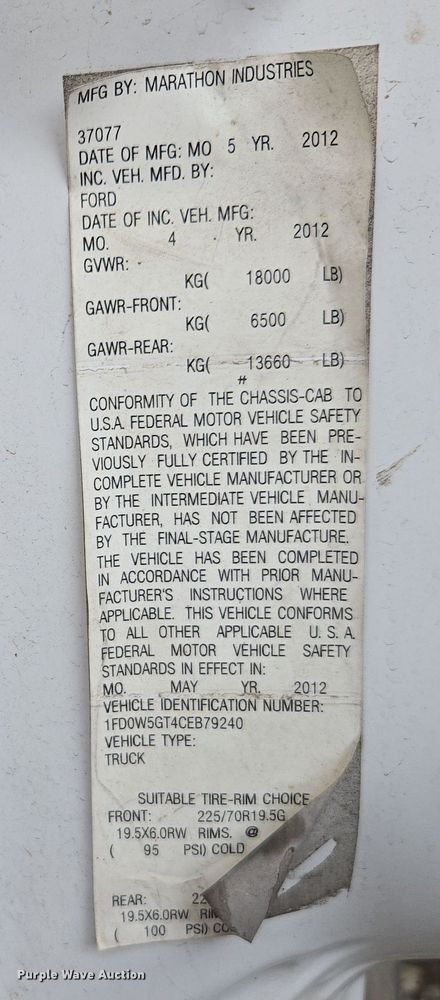 MFG BY: MARATHON INDUSTRIES
37077
DATE OF MFG: MO 5 YR. 2012
INC. VEH. MFD. BY:
FORD
DATE OF INC. VEH. MFG:
MO. 4 YR. 2012
GVWR:
KG( 18000 LB)
GAWR-FRONT:
KG( 6500 LB)
GAWR-REAR:
KG( 13660 LB)
#
CONFORMITY OF THE CHASSIS-CAB TO
U.S.A. FEDERAL MOTOR VEHICLE SAFETY
STANDARDS, WHICH HAVE BEEN PRE-
VIOUSLY FULLY CERTIFIED BY THE IN-
COMPLETE VEHICLE MANUFACTURER OR
BY THE INTERMEDIATE VEHICLE MANU-
FACTURER, HAS NOT BEEN AFFECTED
BY THE FINAL-STAGE MANUFACTURE.
THE VEHICLE HAS BEEN COMPLETED
IN ACCORDANCE WITH PRIOR MANU-
FACTURER'S INSTRUCTIONS WHERE
APPLICABLE. THIS VEHICLE CONFORMS
TO ALL OTHER APPLICABLE U. S. A.
FEDERAL MOTOR VEHICLE SAFETY
STANDARDS IN EFFECT IN:
MO. MAY YR. 2012
VEHICLE IDENTIFICATION NUMBER:
1FD0W5GT4CEB79240
VEHICLE TYPE:
TRUCK
SUITABLE TIRE-RIM CHOICE
FRONT: 225/70R19.5G
19.5X6.0RW RIMS. @
( 95 PSI) COLD
REAR: 22
19.5X6.0RW
( 100 PSI)
Purple Wave Auction